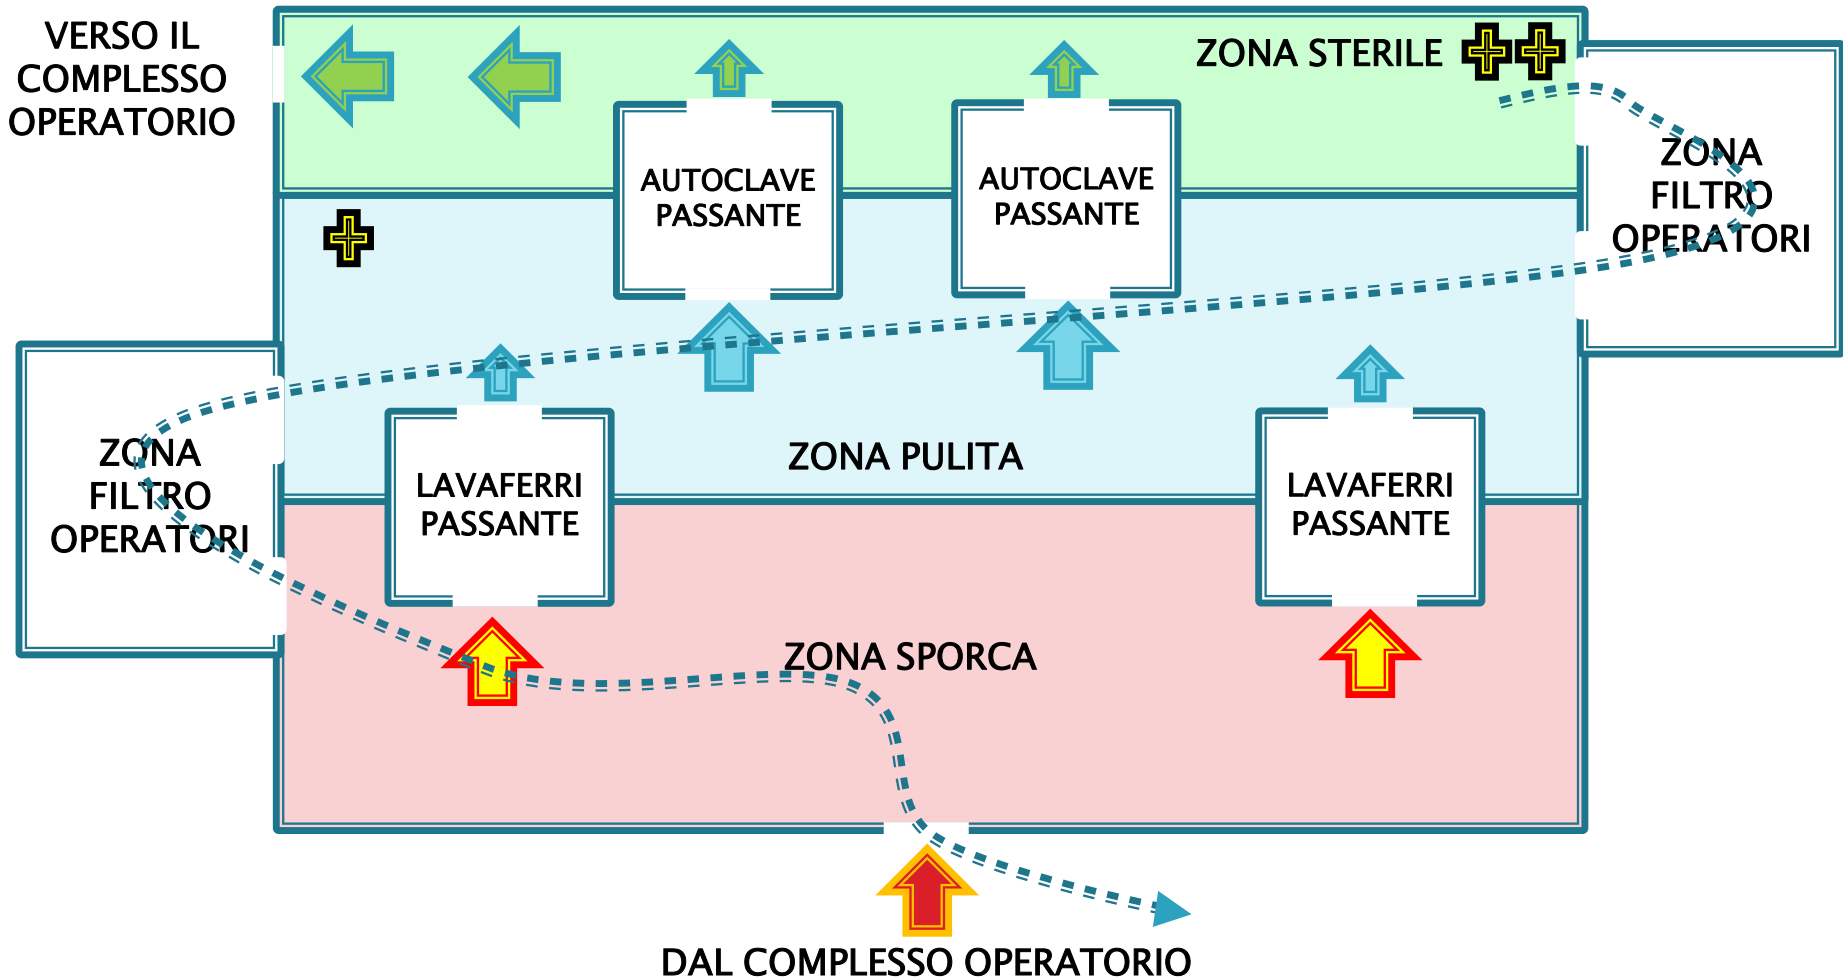 VERSO IL
COMPLESSO
OPERATORIO
ZONA STERILE
AUTOCLAVE
PASSANTE
AUTOCLAVE
PASSANTE
ZONA
FILTRO
OPERATORI
ZONA PULITA
ZONA
FILTRO
OPERATORI
LAVAFERRI
PASSANTE
LAVAFERRI
PASSANTE
ZONA SPORCA
DAL COMPLESSO OPERATORIO